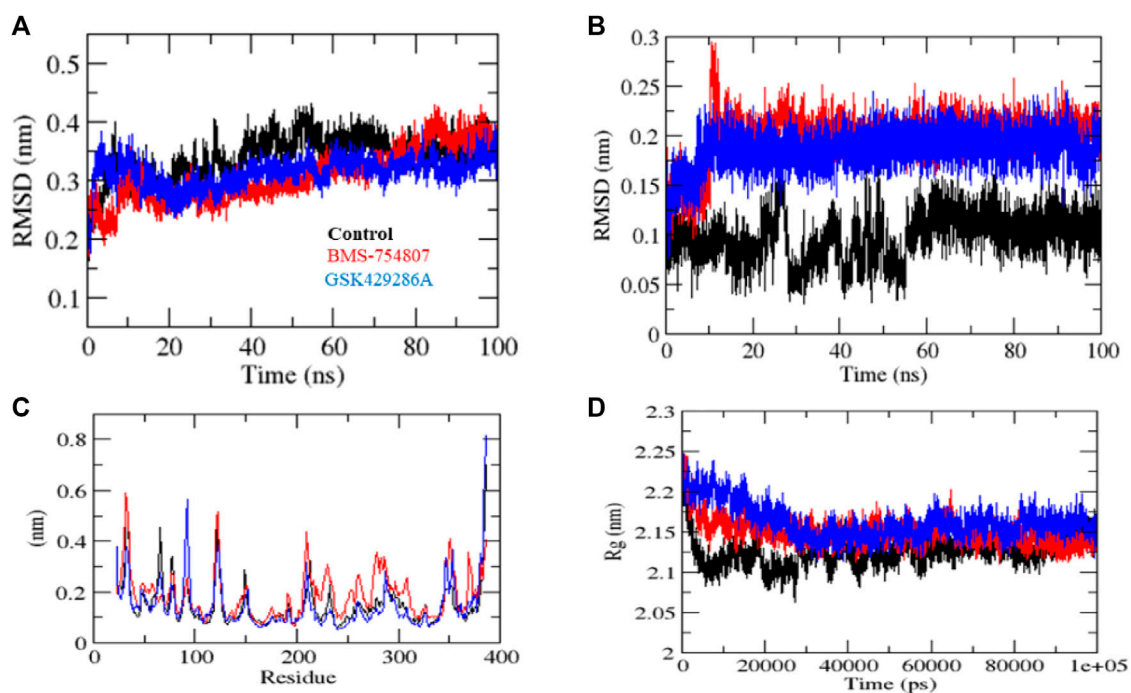 A
0.5
0.4
0.3
0.2
0.1
RMSD (nm)
Control
BMS-754807
GSK429286A
0 20 40 60 80 100
Time (ns)
B
0.3
0.25
0.2
0.15
0.1
0.05
0
RMSD (nm)
0 20 40 60 80 100
Time (ns)
C
0.8
0.6
0.4
0.2
0
(nm)
0 100 200 300 400
Residue
D
2.3
2.25
2.2
2.15
2.1
2.05
2
Rg (nm)
0 20000 40000 60000 80000 1e+05
Time (ps)